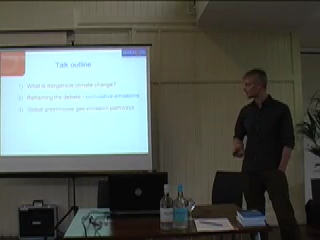 Talk outline
1) What is dangerous climate change?
2) Reframing the debate - cumulative emissions
3) Global greenhouse gas emission pathways